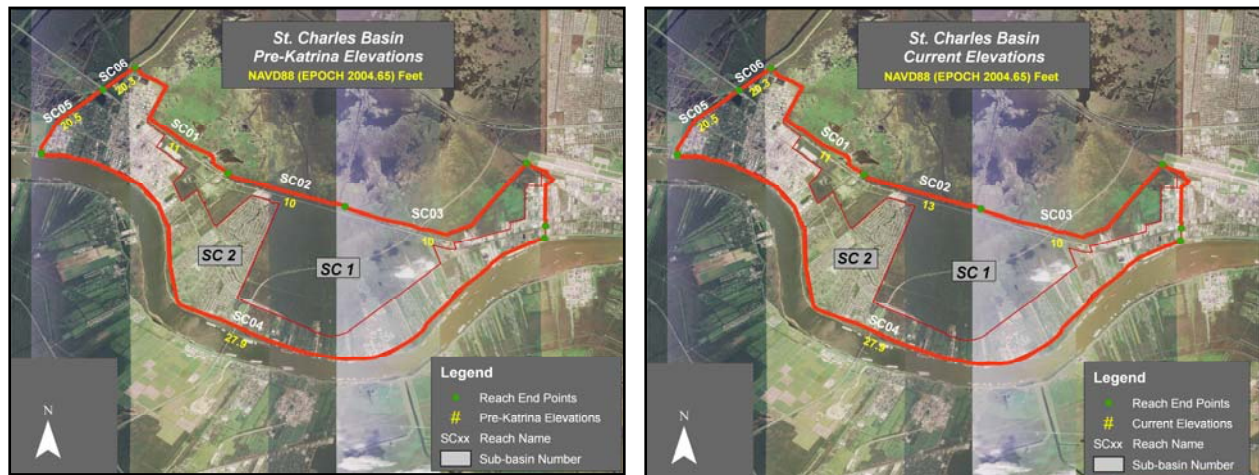 St. Charles Basin
Pre-Katrina Elevations
NAVD88 (EPOCH 2004.65) Feet
SC06
20.3
SC05
20.5
SC01
11
SC02
10
SC03
10
SC 2
SC 1
SC04
27.9
N
Legend
Reach End Points
# Pre-Katrina Elevations
SCxx Reach Name
Sub-basin Number
St. Charles Basin
Current Elevations
NAVD88 (EPOCH 2004.65) Feet
SC06
20.3
SC05
20.5
SC01
11
SC02
13
SC03
10
SC 2
SC 1
SC04
27.9
N
Legend
Reach End Points
# Current Elevations
SCxx Reach Name
Sub-basin Number